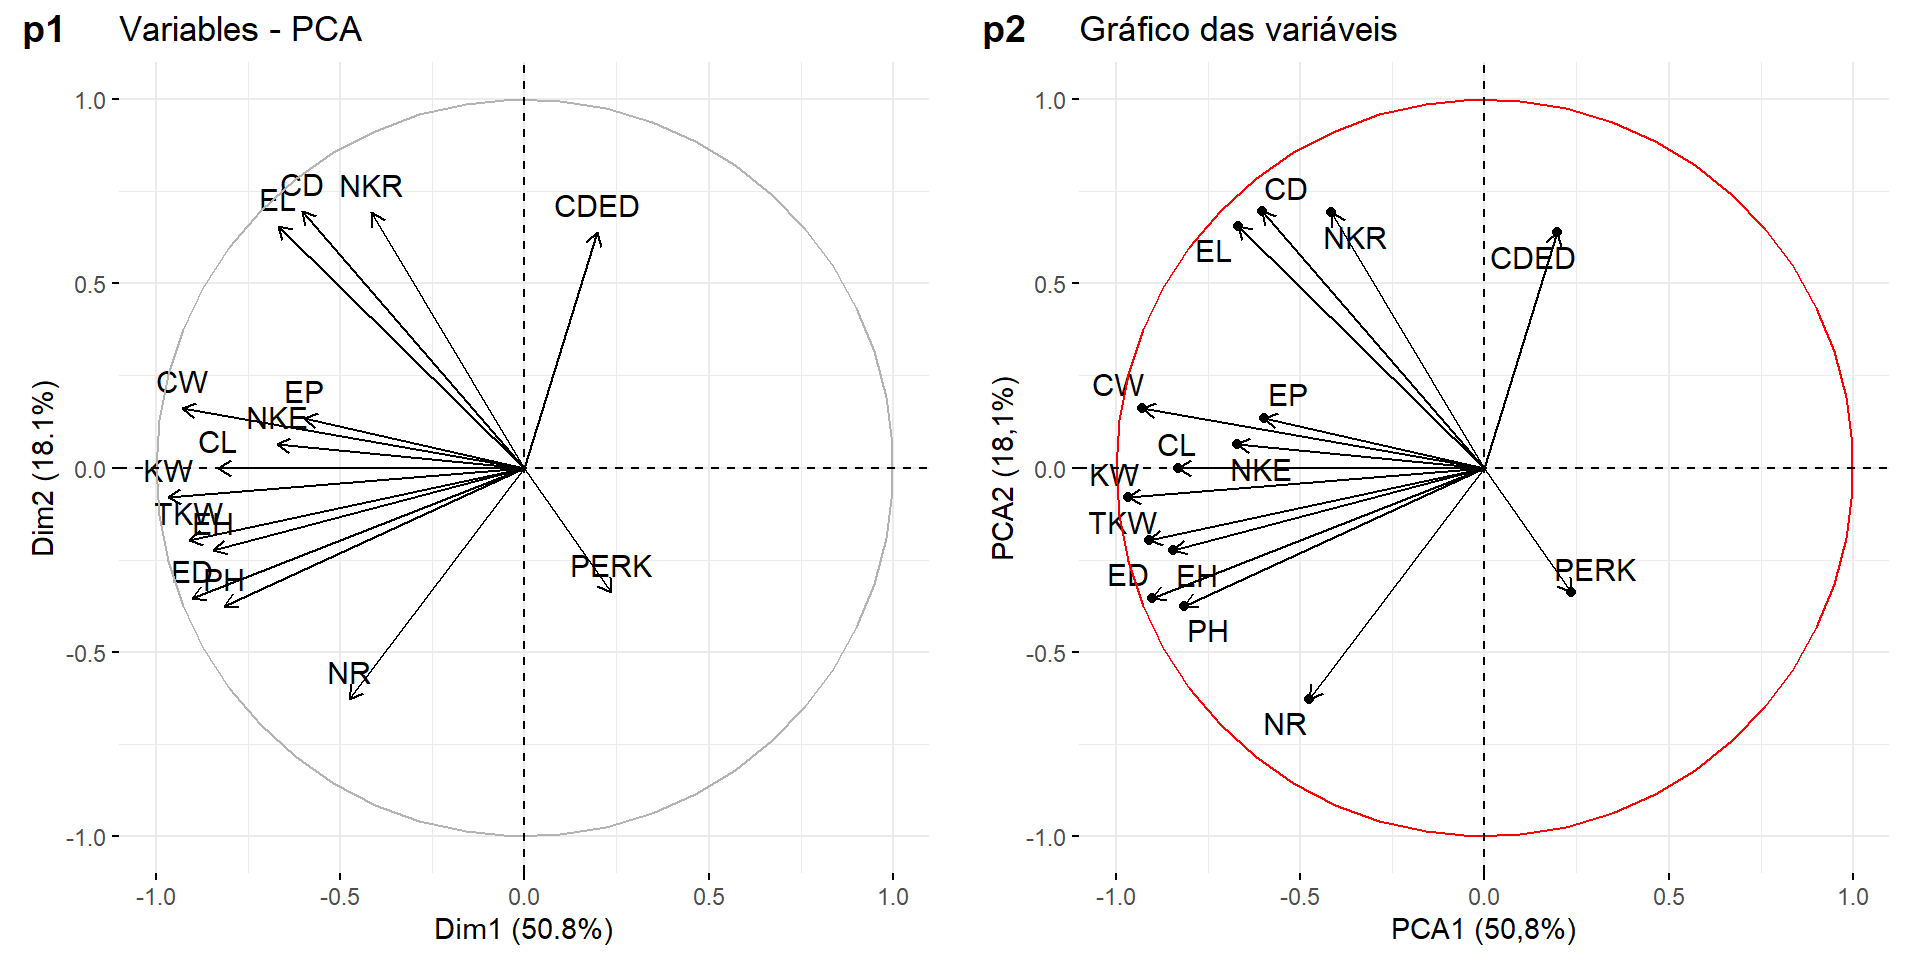 p1 Variables - PCA
1.0
0.5
0.0
-0.5
-1.0
Dim2 (18.1%)
CD
NKR
EL
CDED
CW
EP
NKE
CL
KW
TKW
EH
ED
PH
PERK
NR
-1.0 -0.5 0.0 0.5 1.0
Dim1 (50.8%)
p2 Gráfico das variáveis
1.0
0.5
0.0
-0.5
-1.0
PCA2 (18,1%)
CD
NKR
EL
CDED
CW
EP
CL
NKE
KW
TKW
ED
EH
PERK
PH
NR
-1.0 -0.5 0.0 0.5 1.0
PCA1 (50,8%)